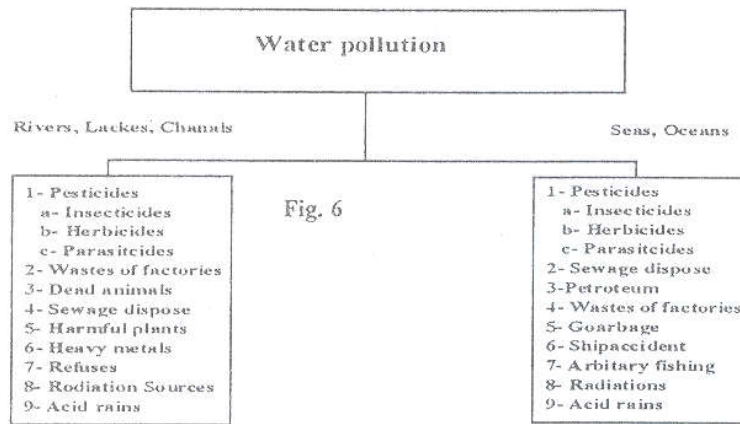 Water pollution
Rivers, Lackes, Chanals
Seas, Oceans
1- Pesticides
a- Insecticides
b- Herbicides
c- Parasitcides
2- Wastes of factories
3- Dead animals
4- Sewage dispose
5- Harmful plants
6- Heavy metals
7- Refuses
8- Rodiation Sources
9- Acid rains
Fig. 6
1- Pesticides
a- Insecticides
b- Herbicides
c- Parasitcides
2- Sewage dispose
3-Petroteum
4- Wastes of factories
5- Goarbage
6- Shipaccident
7- Arbitary fishing
8- Radiations
9- Acid rains